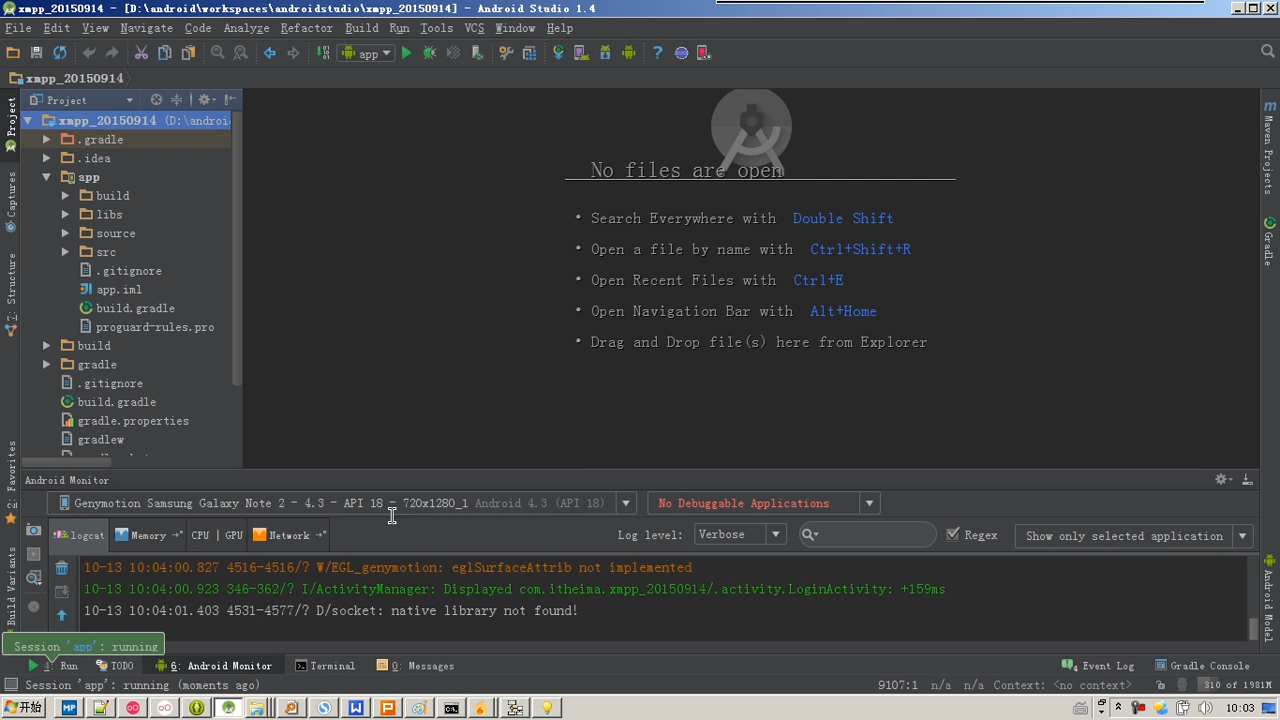 xmpp_20150914 - [D:\android\workspaces\androidstudio\xmpp_20150914] - Android Studio 1.4
File Edit View Navigate Code Analyze Refactor Build Run Tools VCS Window Help
app
xmpp_20150914
Project
xmpp_20150914 (D:\androi
.gradle
.idea
app
build
libs
source
src
.gitignore
app.iml
build.gradle
proguard-rules.pro
build
gradle
.gitignore
build.gradle
gradle.properties
gradlew
Project
Captures
Z: Structure
2: Favorites
Build Variants
No files are open
• Search Everywhere with Double Shift
• Open a file by name with Ctrl+Shift+R
• Open Recent Files with Ctrl+E
• Open Navigation Bar with Alt+Home
• Drag and Drop file(s) here from Explorer
Maven Projects
Gradle
Android Model
Android Monitor
Genymotion Samsung Galaxy Note 2 - 4.3 - API 18 - 720x1280_1 Android 4.3 (API 18)
No Debuggable Applications
logcat Memory CPU | GPU Network
Log level: Verbose
Regex
Show only selected application
10-13 10:04:00.827 4516-4516/? W/EGL_genymotion: eglSurfaceAttrib not implemented
10-13 10:04:00.923 346-362/? I/ActivityManager: Displayed com.itheima.xmpp_20150914/.activity.LoginActivity: +159ms
10-13 10:04:01.403 4531-4577/? D/socket: native library not found!
Session 'app': running
4: Run TODO 6: Android Monitor Terminal 0: Messages Event Log Gradle Console
Session 'app': running (moments ago) 9107:1 n/a n/a Context: <no context> 310 of 1981M
开始
10:03